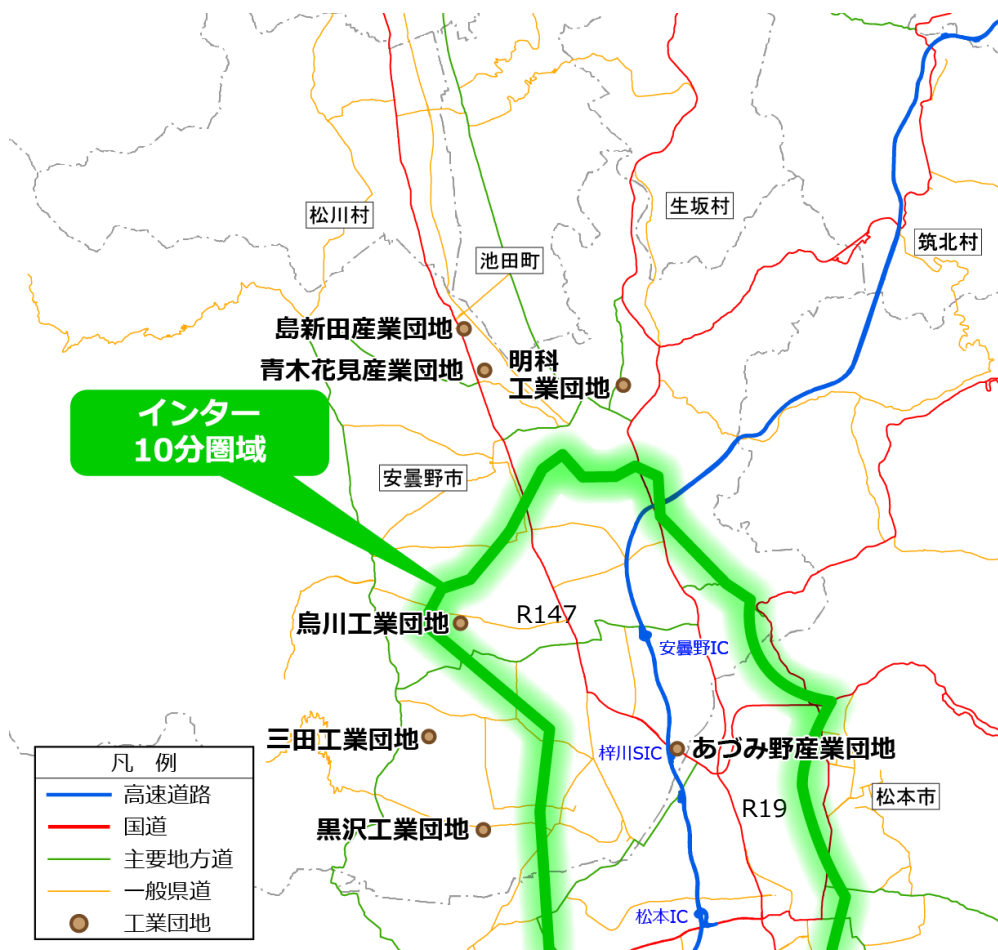 松川村
生坂村
筑北村
池田町
島新田産業団地
青木花見産業団地
明科
工業団地
インター
10分圏域
安曇野市
烏川工業団地
R147
安曇野IC
三田工業団地
梓川SIC
あづみ野産業団地
松本市
R19
黒沢工業団地
松本IC
凡 例
高速道路
国道
主要地方道
一般県道
工業団地